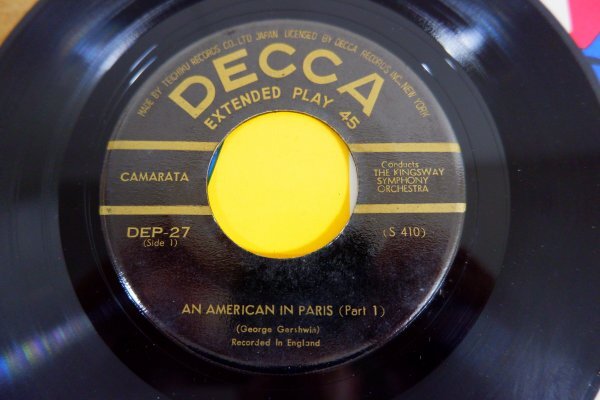 MADE BY TEICHIKU RECORDS CO., LTD JAPAN LICENSED BY DECCA RECORDS INC., NEW YORK
DECCA
EXTENDED PLAY 45
CAMARATA
Conducts
THE KINGSWAY
SYMPHONY
ORCHESTRA
DEP-27
(Side 1)
(S 410)
AN AMERICAN IN PARIS (Part 1)
(George Gershwin)
Recorded In England